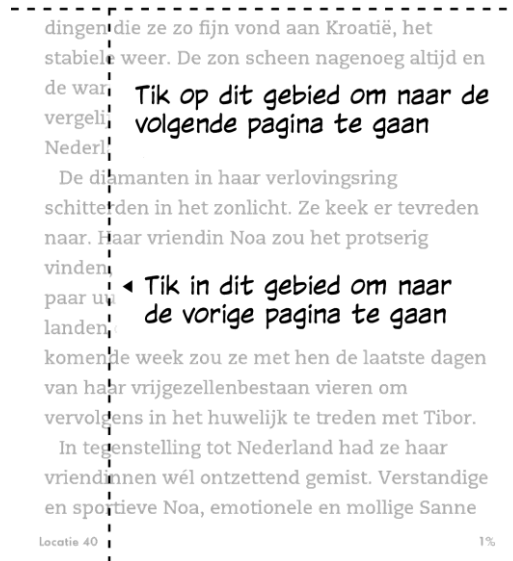 dingen die ze zo fijn vond aan Kroatië, het
stabiele weer. De zon scheen nagenoeg altijd en
de war
Tik op dit gebied om naar de
vergeli
volgende pagina te gaan
Nederl
De diamanten in haar verlovingsring
schitterden in het zonlicht. Ze keek er tevreden
naar. Haar vriendin Noa zou het protserig
vinden,
Tik in dit gebied om naar
paar uu
de vorige pagina te gaan
landen
komende week zou ze met hen de laatste dagen
van haar vrijgezellenbestaan vieren om
vervolgens in het huwelijk te treden met Tibor.
In tegenstelling tot Nederland had ze haar
vriendinnen wél ontzettend gemist. Verstandige
en sportieve Noa, emotionele en mollige Sanne
Locatie 40 1%